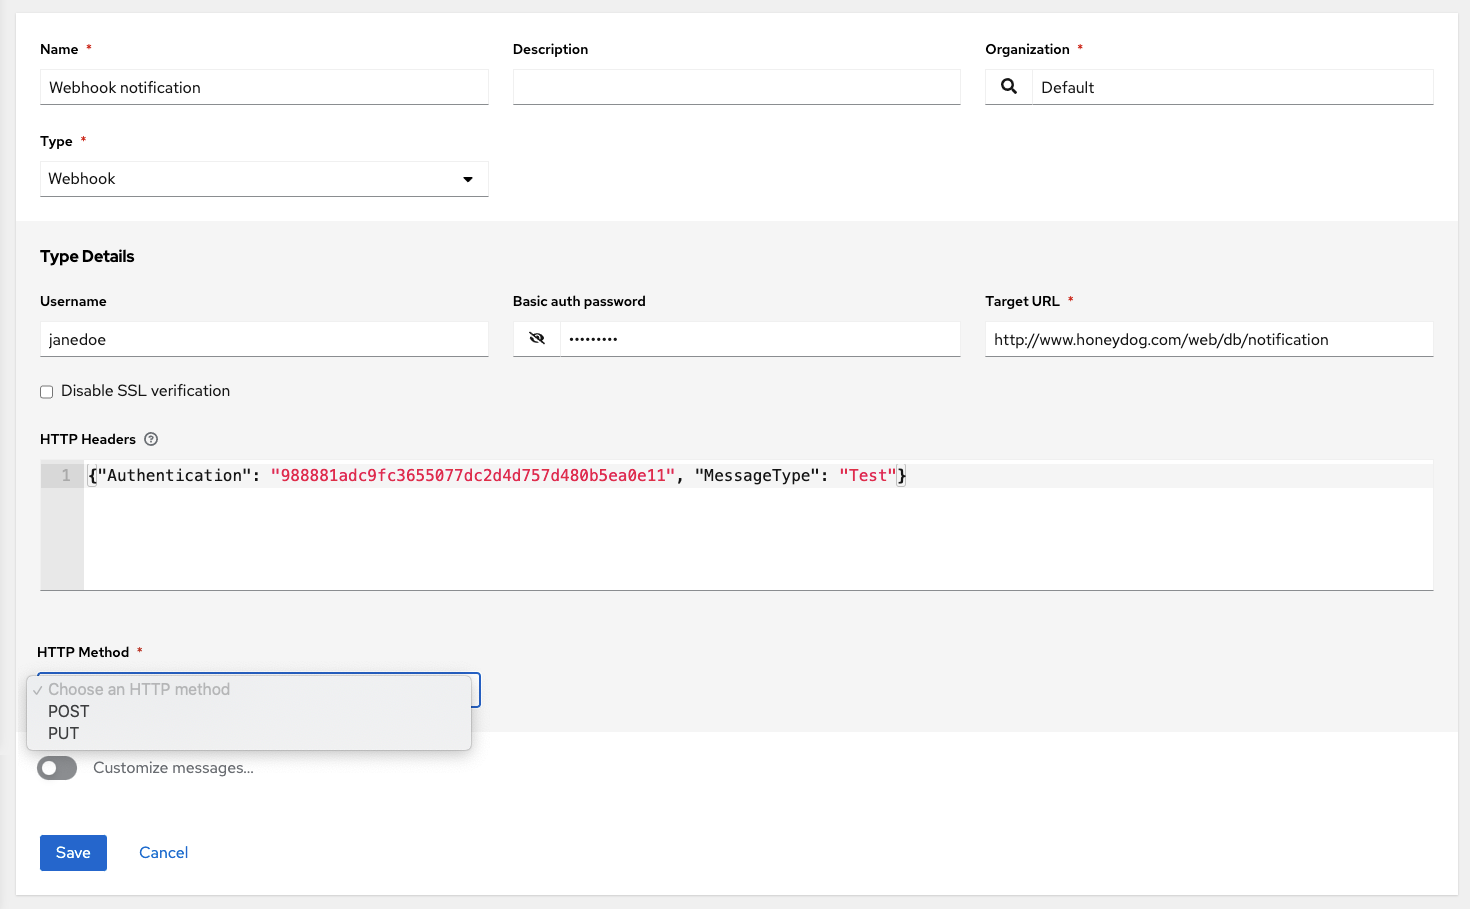 Name *
Description
Organization *
Webhook notification
Default
Type *
Webhook
Type Details
Username
Basic auth password
Target URL *
janedoe
•••••••••
http://www.honeydog.com/web/db/notification
Disable SSL verification
HTTP Headers
1 {"Authentication": "988881adc9fc3655077dc2d4d757d480b5ea0e11", "MessageType": "Test"}
HTTP Method *
✓ Choose an HTTP method
POST
PUT
Customize messages…
Save
Cancel